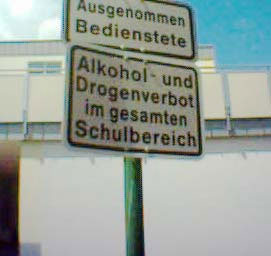 Ausgenommen
Bedienstete
Alkohol- und
Drogenverbot
im gesamten
Schulbereich